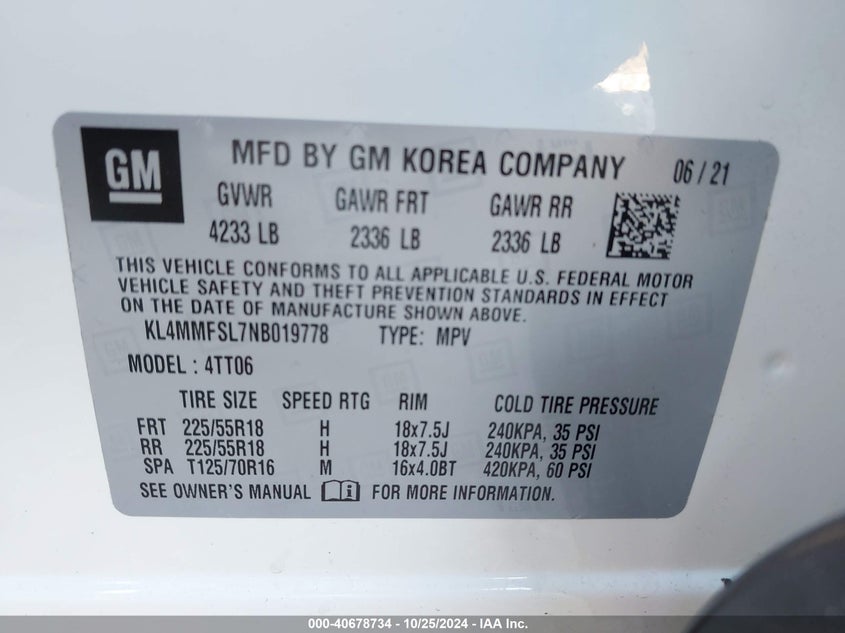 GM
MFD BY GM KOREA COMPANY 06/21
GVWR GAWR FRT GAWR RR
4233 LB 2336 LB 2336 LB
THIS VEHICLE CONFORMS TO ALL APPLICABLE U.S. FEDERAL MOTOR
VEHICLE SAFETY AND THEFT PREVENTION STANDARDS IN EFFECT
ON THE DATE OF MANUFACTURE SHOWN ABOVE.
KL4MMFSL7NB019778 TYPE: MPV
MODEL: 4TT06
TIRE SIZE SPEED RTG RIM COLD TIRE PRESSURE
FRT 225/55R18 H 18x7.5J 240KPA, 35 PSI
RR 225/55R18 H 18x7.5J 240KPA, 35 PSI
SPA T125/70R16 M 16x4.0BT 420KPA, 60 PSI
SEE OWNER'S MANUAL FOR MORE INFORMATION.
000-40678734 - 10/25/2024 - IAA Inc.